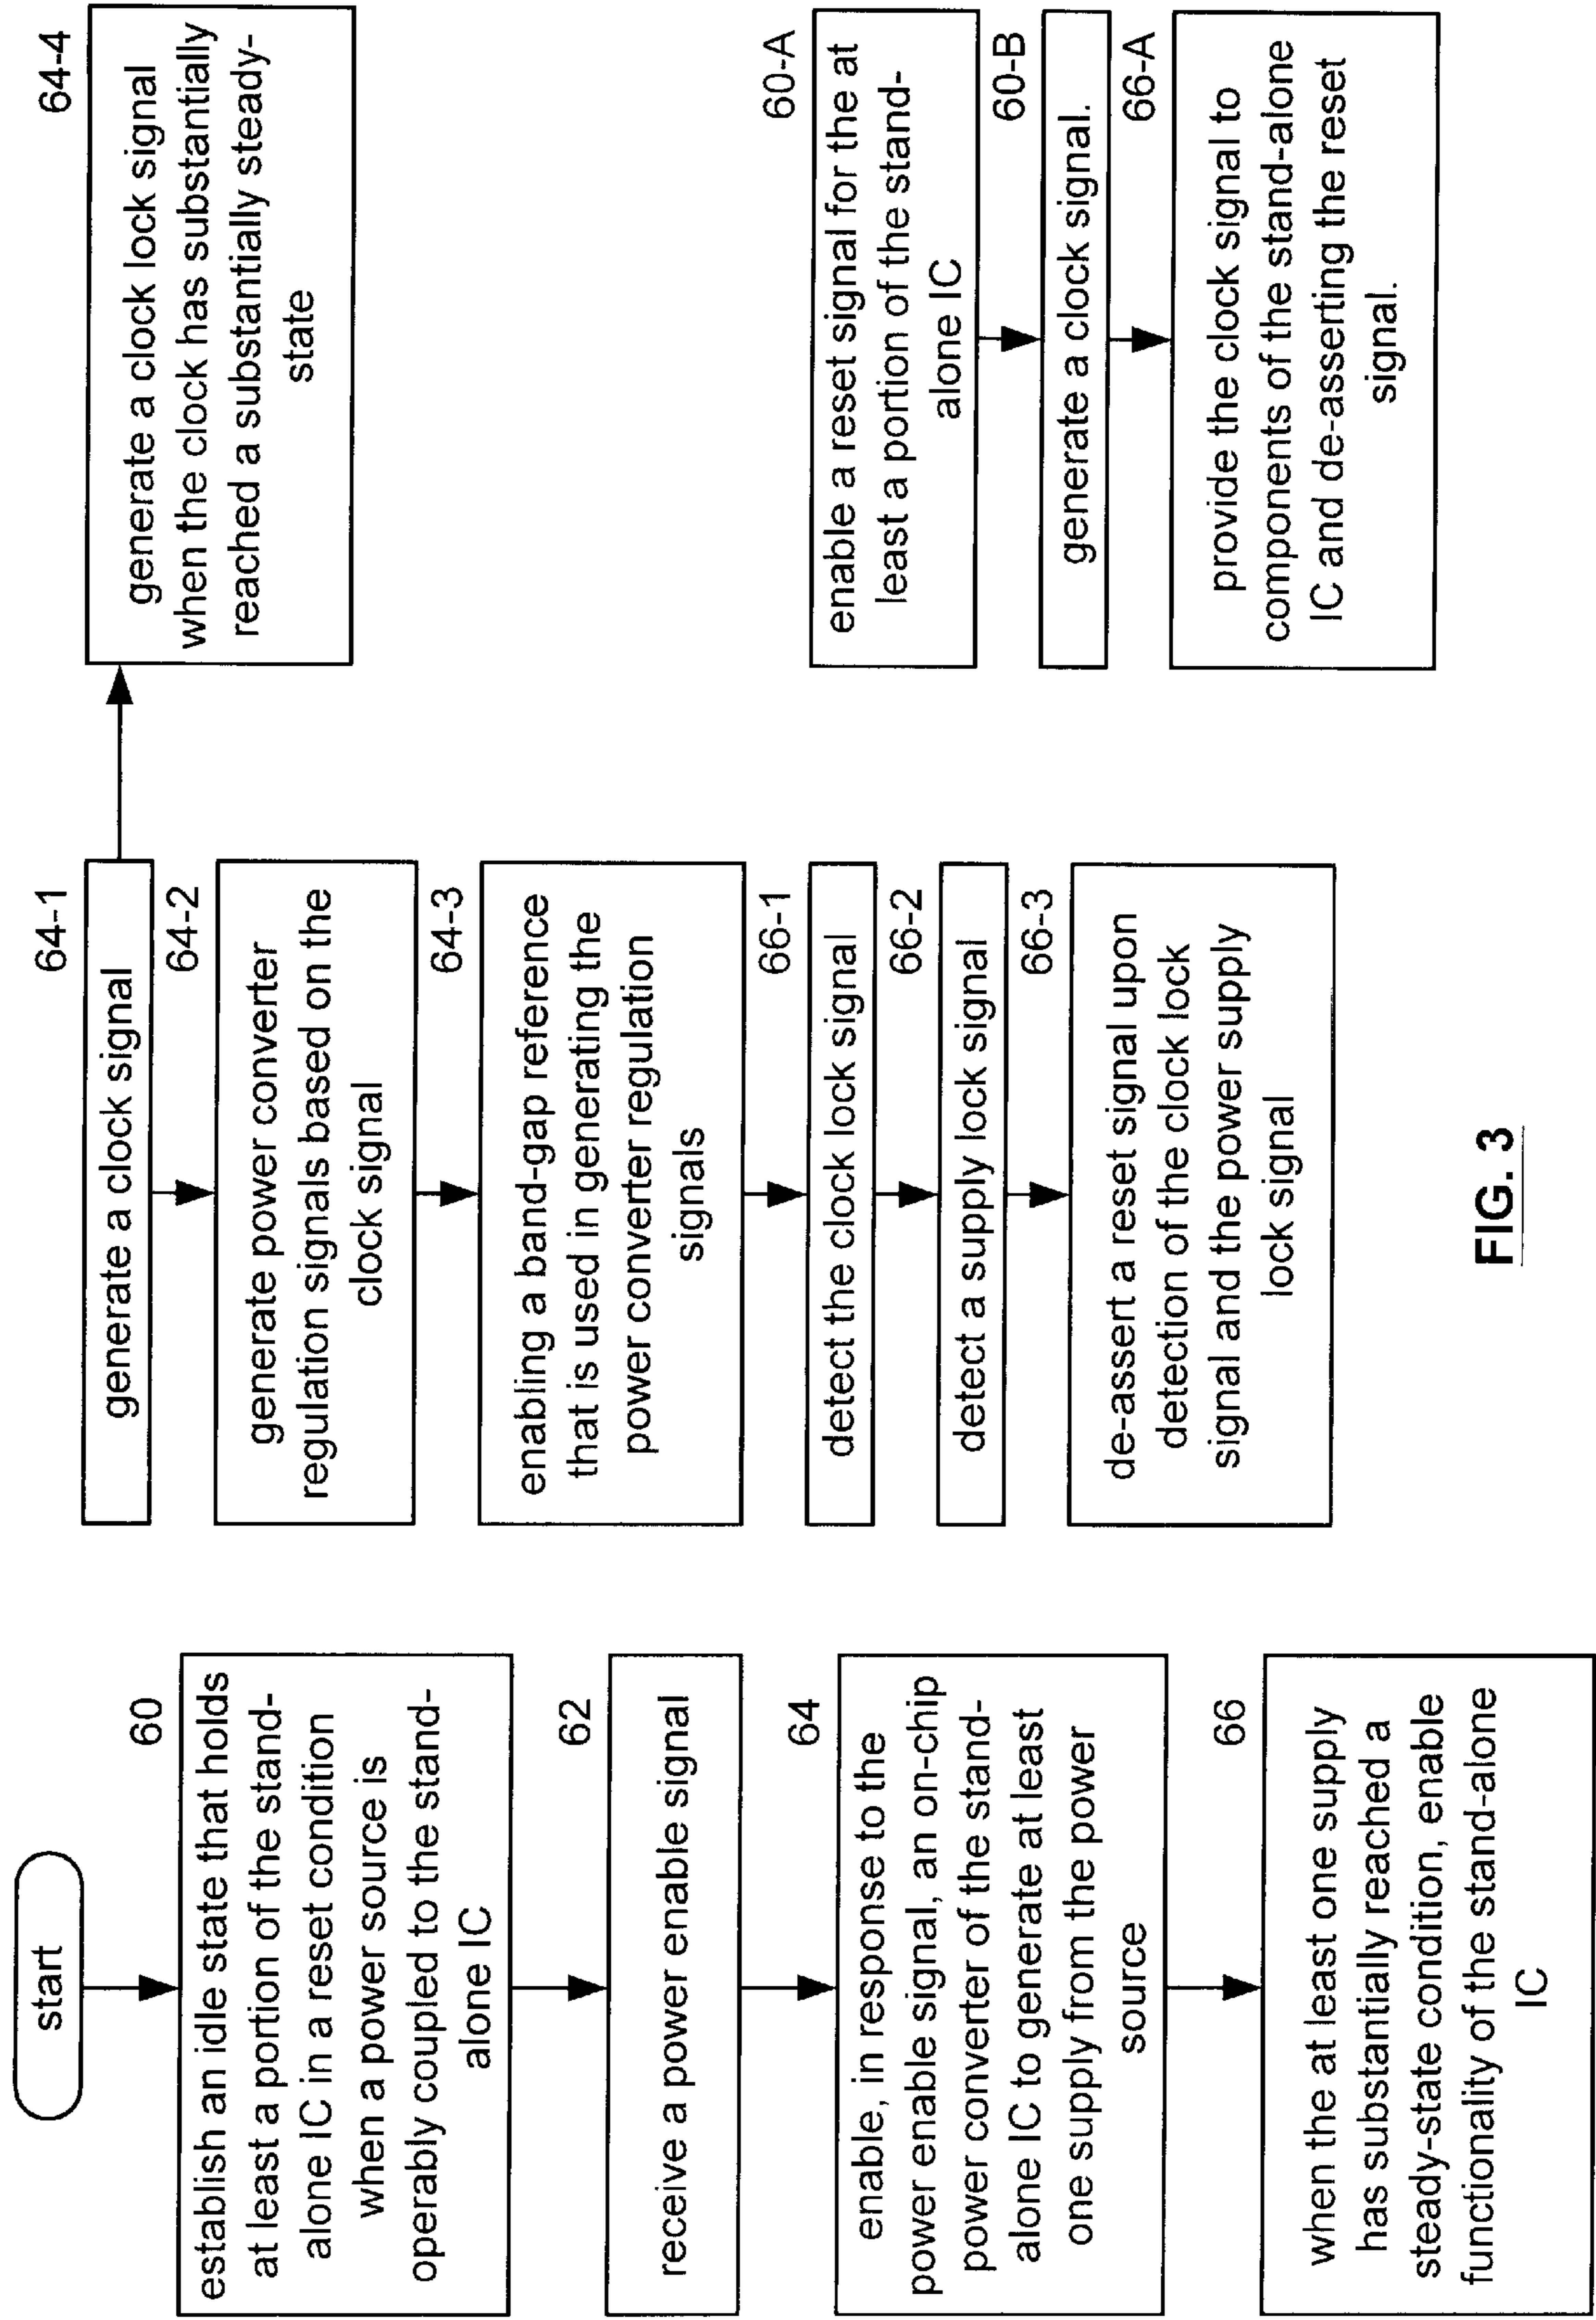 start
60
establish an idle state that holds
at least a portion of the stand-
alone IC in a reset condition
when a power source is
operably coupled to the stand-
alone IC
62
receive a power enable signal
64
enable, in response to the
power enable signal, an on-chip
power converter of the stand-
alone IC to generate at least
one supply from the power
source
66
when the at least one supply
has substantially reached a
steady-state condition, enable
functionality of the stand-alone
IC
64-1
generate a clock signal
64-2
generate power converter
regulation signals based on the
clock signal
64-3
enabling a band-gap reference
that is used in generating the
power converter regulation
signals
66-1
detect the clock lock signal
66-2
detect a supply lock signal
66-3
de-assert a reset signal upon
detection of the clock lock
signal and the power supply
lock signal
64-4
generate a clock lock signal
when the clock has substantially
reached a substantially steady-
state
60-A
enable a reset signal for the at
least a portion of the stand-
alone IC
60-B
generate a clock signal.
66-A
provide the clock signal to
components of the stand-alone
IC and de-asserting the reset
signal.
FIG. 3